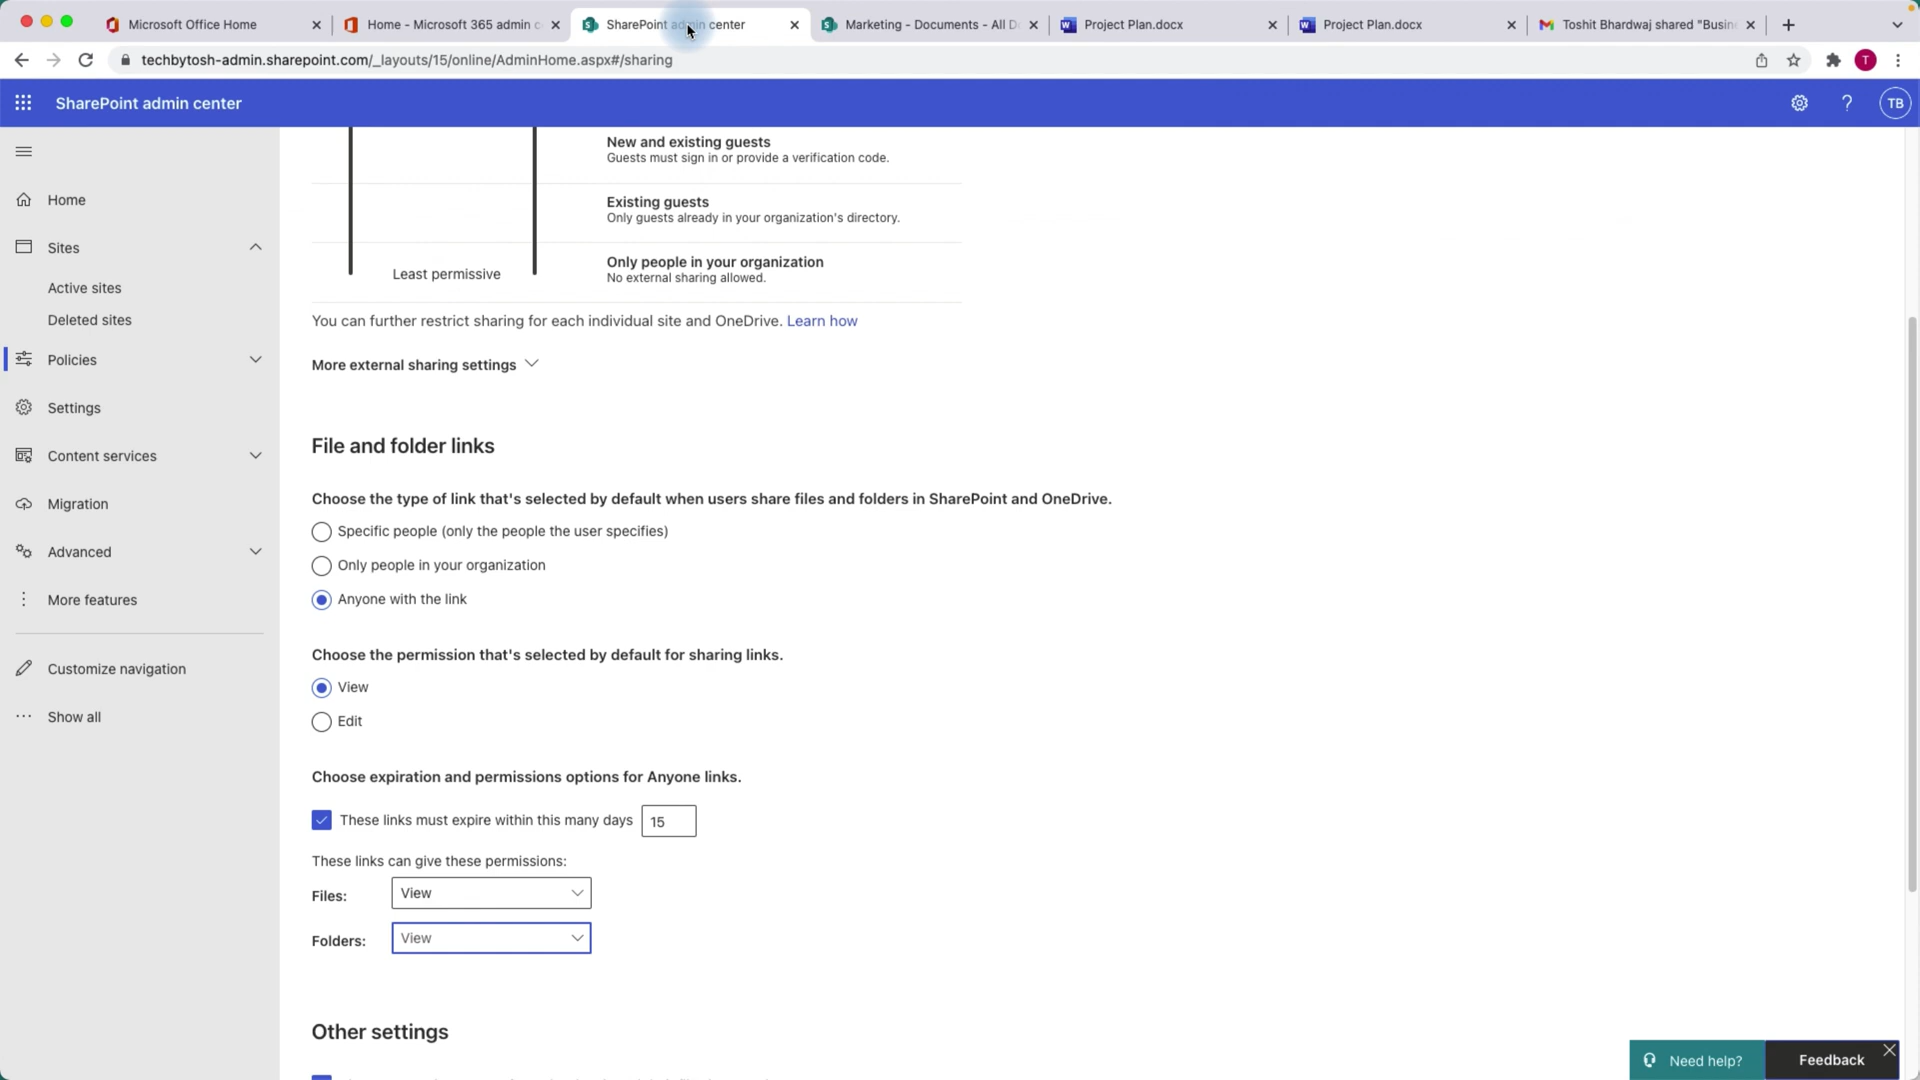 Microsoft Office Home
Home - Microsoft 365 admin c
SharePoint admin center
Marketing - Documents - All D
Project Plan.docx
Project Plan.docx
Toshit Bhardwaj shared "Busin
techbytosh-admin.sharepoint.com/_layouts/15/online/AdminHome.aspx#/sharing
T
SharePoint admin center
?
TB
Home
Sites
Active sites
Deleted sites
Policies
Settings
Content services
Migration
Advanced
More features
Customize navigation
Show all
New and existing guests
Guests must sign in or provide a verification code.
Existing guests
Only guests already in your organization's directory.
Least permissive
Only people in your organization
No external sharing allowed.
You can further restrict sharing for each individual site and OneDrive. Learn how
More external sharing settings
File and folder links
Choose the type of link that's selected by default when users share files and folders in SharePoint and OneDrive.
Specific people (only the people the user specifies)
Only people in your organization
Anyone with the link
Choose the permission that's selected by default for sharing links.
View
Edit
Choose expiration and permissions options for Anyone links.
These links must expire within this many days 15
These links can give these permissions:
Files: View
Folders: View
Other settings
Need help?
Feedback